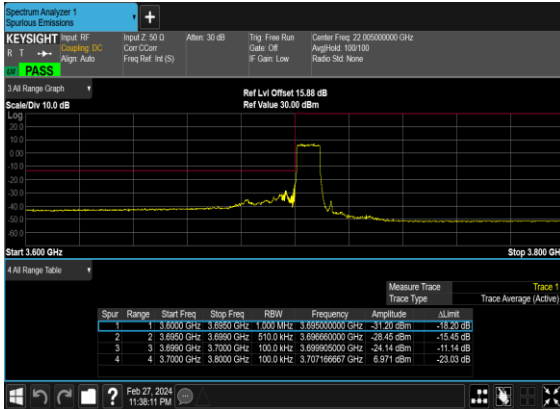 Spectrum Analyzer 1
Spurious Emissions
+
KEYSIGHT
R T
Input: RF
Coupling: DC
Align: Auto
Input Z: 50 Ω
Corr CCorr
Freq Ref: Int (S)
Atten: 30 dB
Trig: Free Run
Gate: Off
IF Gain: Low
Center Freq: 22.005000000 GHz
Avg|Hold: 100/100
Radio Std: None
PASS
3 All Range Graph
Scale/Div 10.0 dB
Ref Lvl Offset 15.88 dB
Ref Value 30.00 dBm
Log
20.0
10.0
0.00
-10.0
-20.0
-30.0
-40.0
-50.0
-60.0
Start 3.600 GHz
Stop 3.800 GH
4 All Range Table
Measure Trace Trace 1
Trace Type Trace Average (Active)
Spur Range Start Freq Stop Freq RBW Frequency Amplitude ΔLimit
1 1 3.6000 GHz 3.6950 GHz 1.000 MHz 3.695000000 GHz -31.20 dBm -18.20 dB
2 2 3.6950 GHz 3.6990 GHz 510.0 kHz 3.696660000 GHz -28.45 dBm -15.45 dB
3 3 3.6990 GHz 3.7000 GHz 100.0 kHz 3.699905000 GHz -24.14 dBm -11.14 dB
4 4 3.7000 GHz 3.8000 GHz 100.0 kHz 3.707166667 GHz 6.971 dBm -23.03 dB
?
Feb 27, 2024
11:38:11 PM